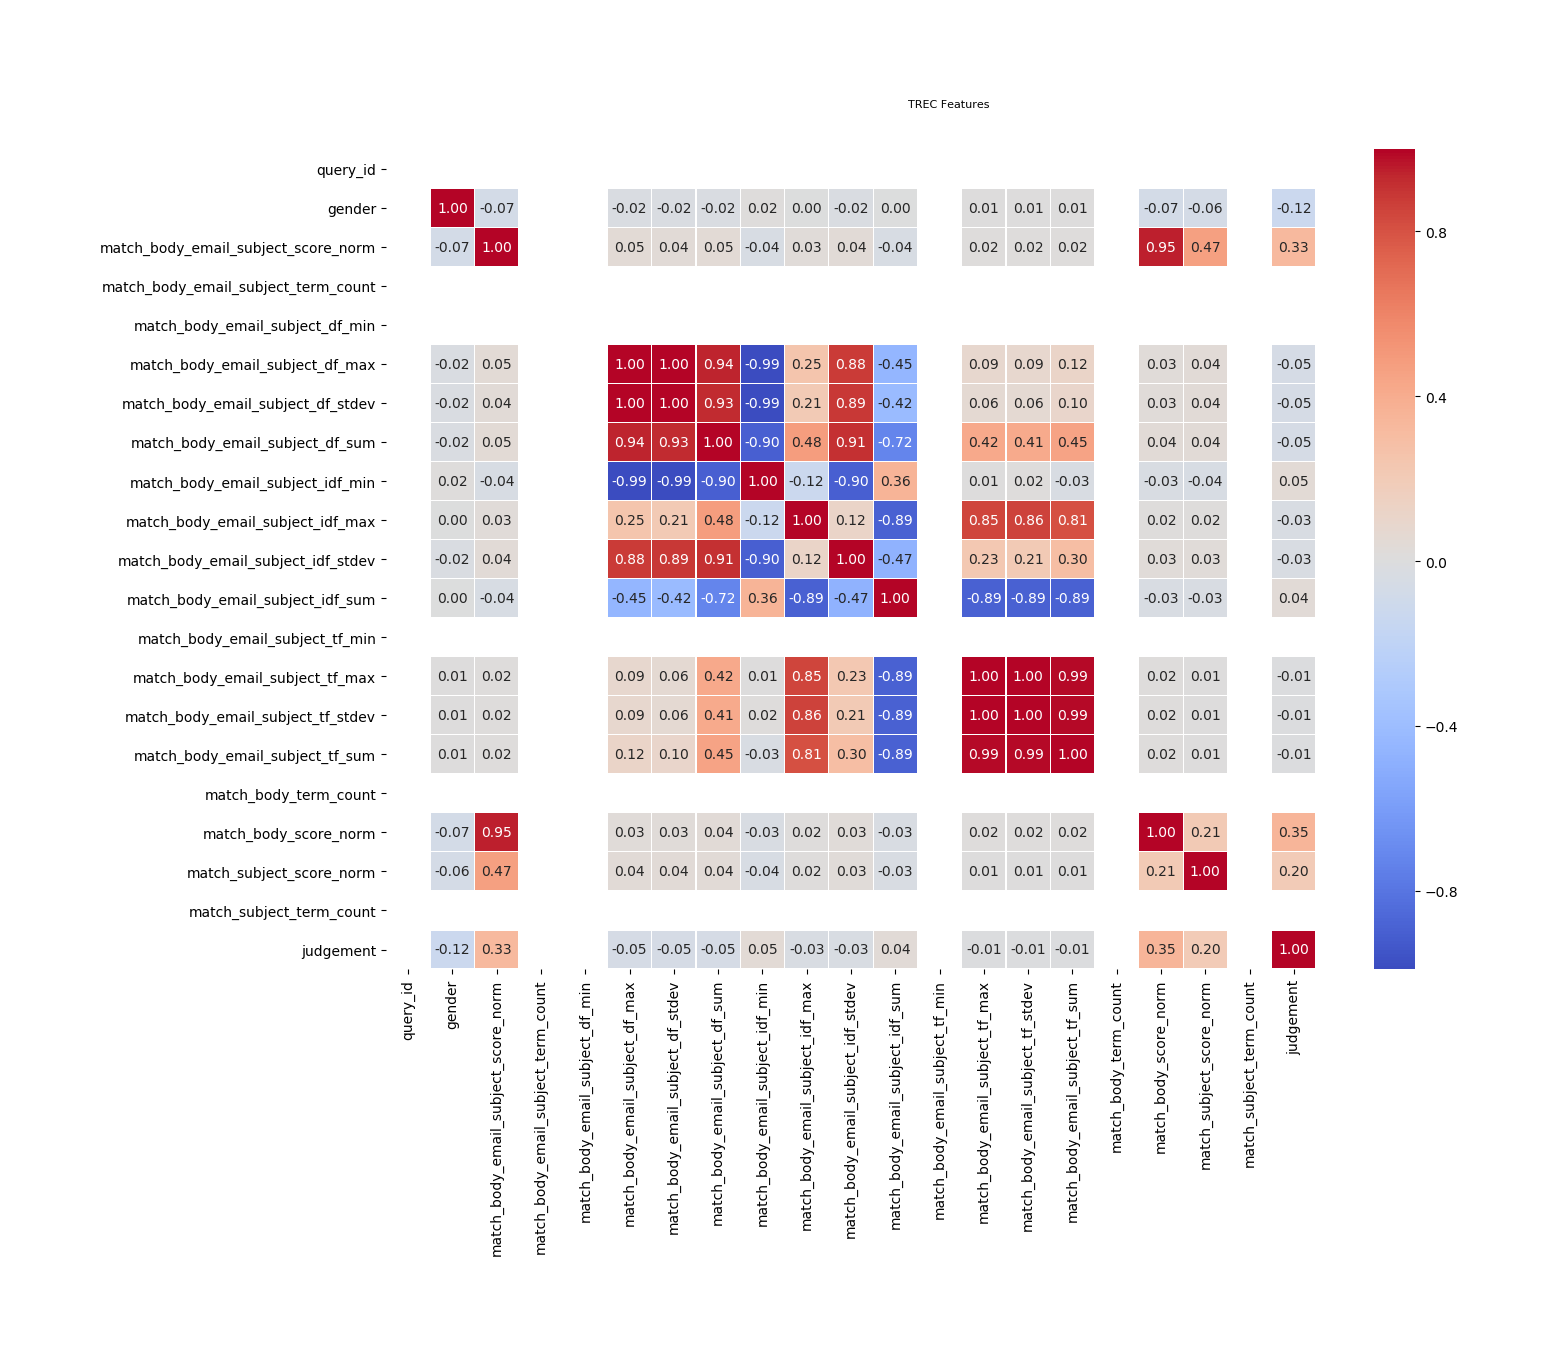 TREC Features
query_id
gender 1.00 -0.07 -0.02 -0.02 -0.02 0.02 0.00 -0.02 0.00 0.01 0.01 0.01 -0.07 -0.06 -0.12
match_body_email_subject_score_norm -0.07 1.00 0.05 0.04 0.05 -0.04 0.03 0.04 -0.04 0.02 0.02 0.02 0.95 0.47 0.33
match_body_email_subject_term_count
match_body_email_subject_df_min
match_body_email_subject_df_max -0.02 0.05 1.00 1.00 0.94 -0.99 0.25 0.88 -0.45 0.09 0.09 0.12 0.03 0.04 -0.05
match_body_email_subject_df_stdev -0.02 0.04 1.00 1.00 0.93 -0.99 0.21 0.89 -0.42 0.06 0.06 0.10 0.03 0.04 -0.05
match_body_email_subject_df_sum -0.02 0.05 0.94 0.93 1.00 -0.90 0.48 0.91 -0.72 0.42 0.41 0.45 0.04 0.04 -0.05
match_body_email_subject_idf_min 0.02 -0.04 -0.99 -0.99 -0.90 1.00 -0.12 -0.90 0.36 0.01 0.02 -0.03 -0.03 -0.04 0.05
match_body_email_subject_idf_max 0.00 0.03 0.25 0.21 0.48 -0.12 1.00 0.12 -0.89 0.85 0.86 0.81 0.02 0.02 -0.03
match_body_email_subject_idf_stdev -0.02 0.04 0.88 0.89 0.91 -0.90 0.12 1.00 -0.47 0.23 0.21 0.30 0.03 0.03 -0.03
match_body_email_subject_idf_sum 0.00 -0.04 -0.45 -0.42 -0.72 0.36 -0.89 -0.47 1.00 -0.89 -0.89 -0.89 -0.03 -0.03 0.04
match_body_email_subject_tf_min
match_body_email_subject_tf_max 0.01 0.02 0.09 0.06 0.42 0.01 0.85 0.23 -0.89 1.00 1.00 0.99 0.02 0.01 -0.01
match_body_email_subject_tf_stdev 0.01 0.02 0.09 0.06 0.41 0.02 0.86 0.21 -0.89 1.00 1.00 0.99 0.02 0.01 -0.01
match_body_email_subject_tf_sum 0.01 0.02 0.12 0.10 0.45 -0.03 0.81 0.30 -0.89 0.99 0.99 1.00 0.02 0.01 -0.01
match_body_term_count
match_body_score_norm -0.07 0.95 0.03 0.03 0.04 -0.03 0.02 0.03 -0.03 0.02 0.02 0.02 1.00 0.21 0.35
match_subject_score_norm -0.06 0.47 0.04 0.04 0.04 -0.04 0.02 0.03 -0.03 0.01 0.01 0.01 0.21 1.00 0.20
match_subject_term_count
judgement -0.12 0.33 -0.05 -0.05 -0.05 0.05 -0.03 -0.03 0.04 -0.01 -0.01 -0.01 0.35 0.20 1.00
query_id
gender
match_body_email_subject_score_norm
match_body_email_subject_term_count
match_body_email_subject_df_min
match_body_email_subject_df_max
match_body_email_subject_df_stdev
match_body_email_subject_df_sum
match_body_email_subject_idf_min
match_body_email_subject_idf_max
match_body_email_subject_idf_stdev
match_body_email_subject_idf_sum
match_body_email_subject_tf_min
match_body_email_subject_tf_max
match_body_email_subject_tf_stdev
match_body_email_subject_tf_sum
match_body_term_count
match_body_score_norm
match_subject_score_norm
match_subject_term_count
judgement
0.8
0.4
0.0
−0.4
−0.8